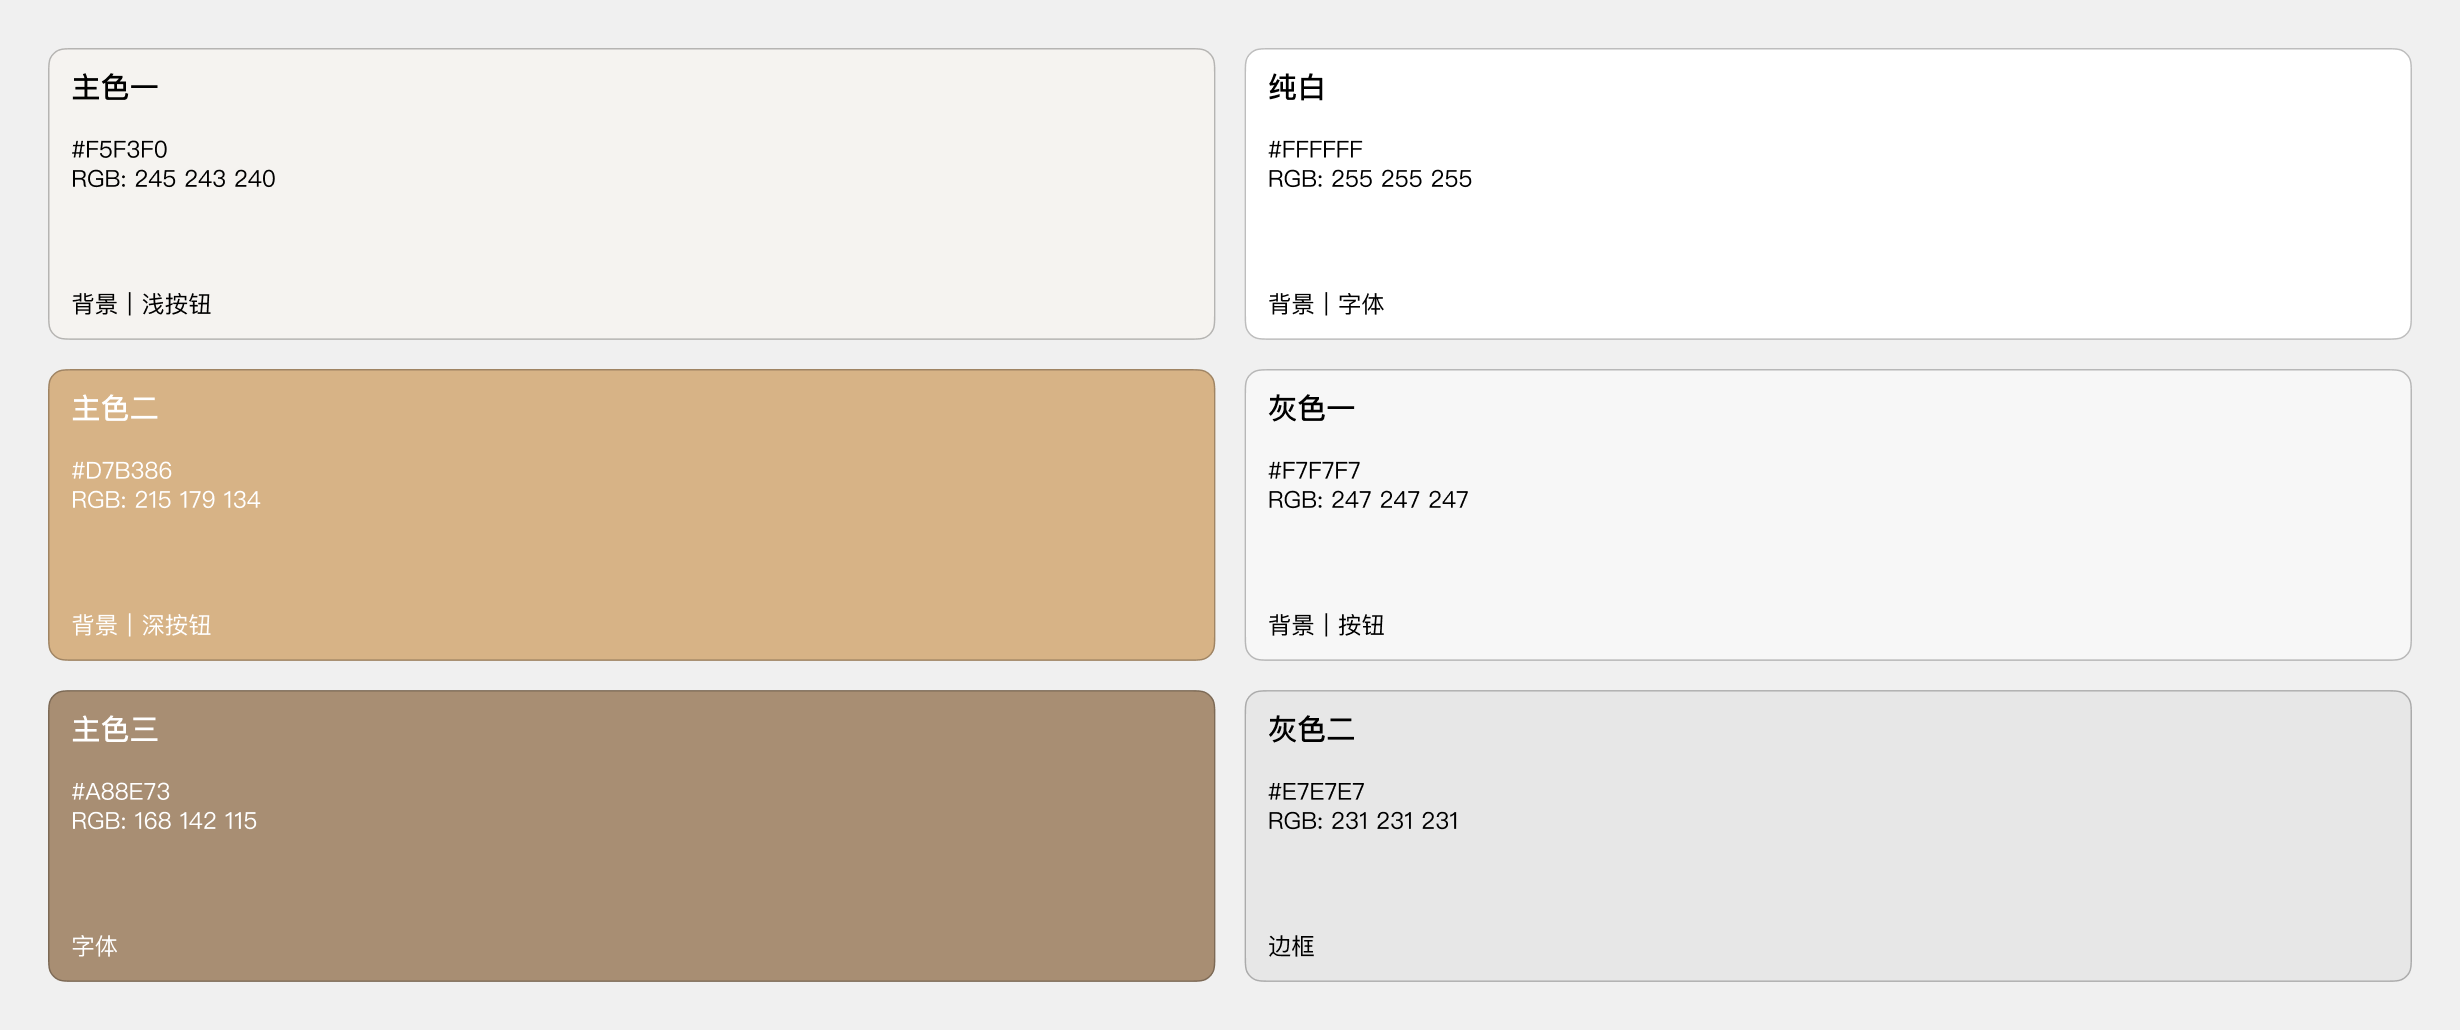 主色一
#F5F3F0
RGB: 245 243 240
背景｜浅按钮
纯白
#FFFFFF
RGB: 255 255 255
背景｜字体
主色二
#D7B386
RGB: 215 179 134
背景｜深按钮
灰色一
#F7F7F7
RGB: 247 247 247
背景｜按钮
主色三
#A88E73
RGB: 168 142 115
字体
灰色二
#E7E7E7
RGB: 231 231 231
边框